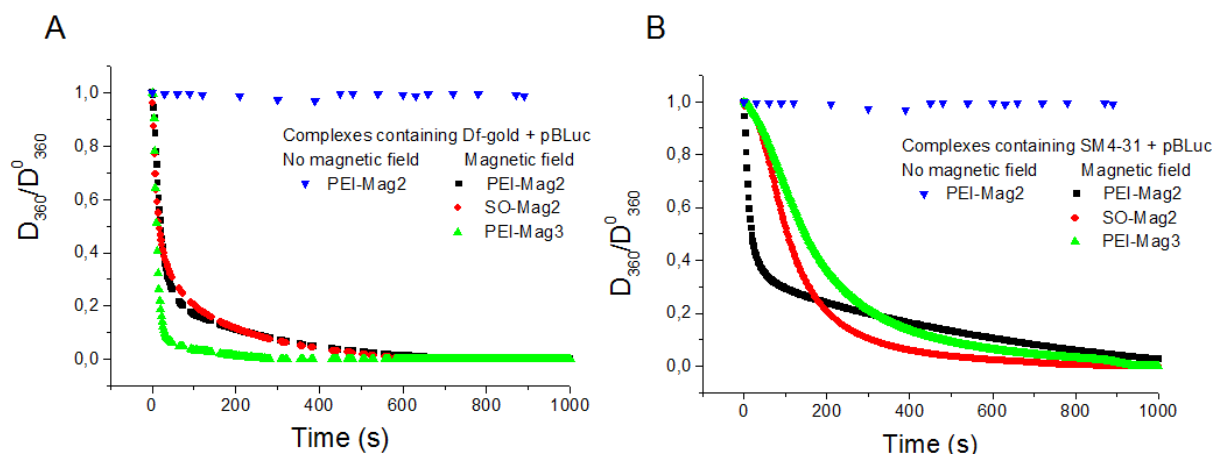 A
D360/D0360
1,0
0,8
0,6
0,4
0,2
0,0
0
200
400
600
800
1000
Time (s)
Complexes containing Df-gold + pBLuc
No magnetic field Magnetic field
PEI-Mag2 PEI-Mag2
SO-Mag2
PEI-Mag3
B
D360/D0360
1,0
0,8
0,6
0,4
0,2
0,0
0
200
400
600
800
1000
Time (s)
Complexes containing SM4-31 + pBLuc
No magnetic field Magnetic field
PEI-Mag2 PEI-Mag2
SO-Mag2
PEI-Mag3